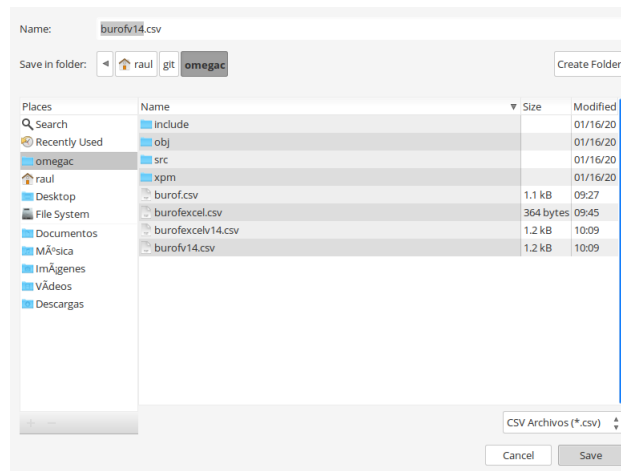 Name: burofv14.csv
Save in folder: raul git omegac Create Folder
Places Name Size Modified
Search include 01/16/20
Recently Used obj 01/16/20
omegac src 01/16/20
raul xpm 01/16/20
Desktop burof.csv 1.1 kB 09:27
File System burofexcel.csv 364 bytes 09:45
Documentos burofexcelv14.csv 1.2 kB 10:09
MÃºsica burofv14.csv 1.2 kB 10:09
ImÃ¡genes
VÃdeos
Descargas
CSV Archivos (*.csv)
Cancel Save